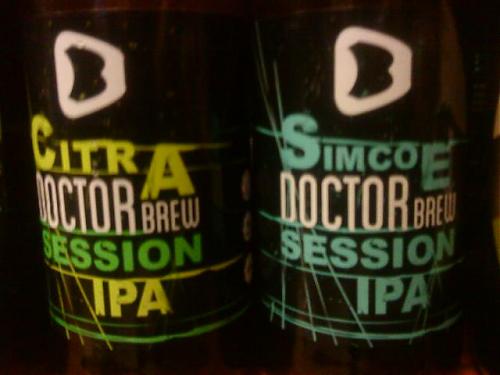 B
CITRA
DOCTOR BREW
SESSION
IPA
B
SIMCOE
DOCTOR BREW
SESSION
IPA